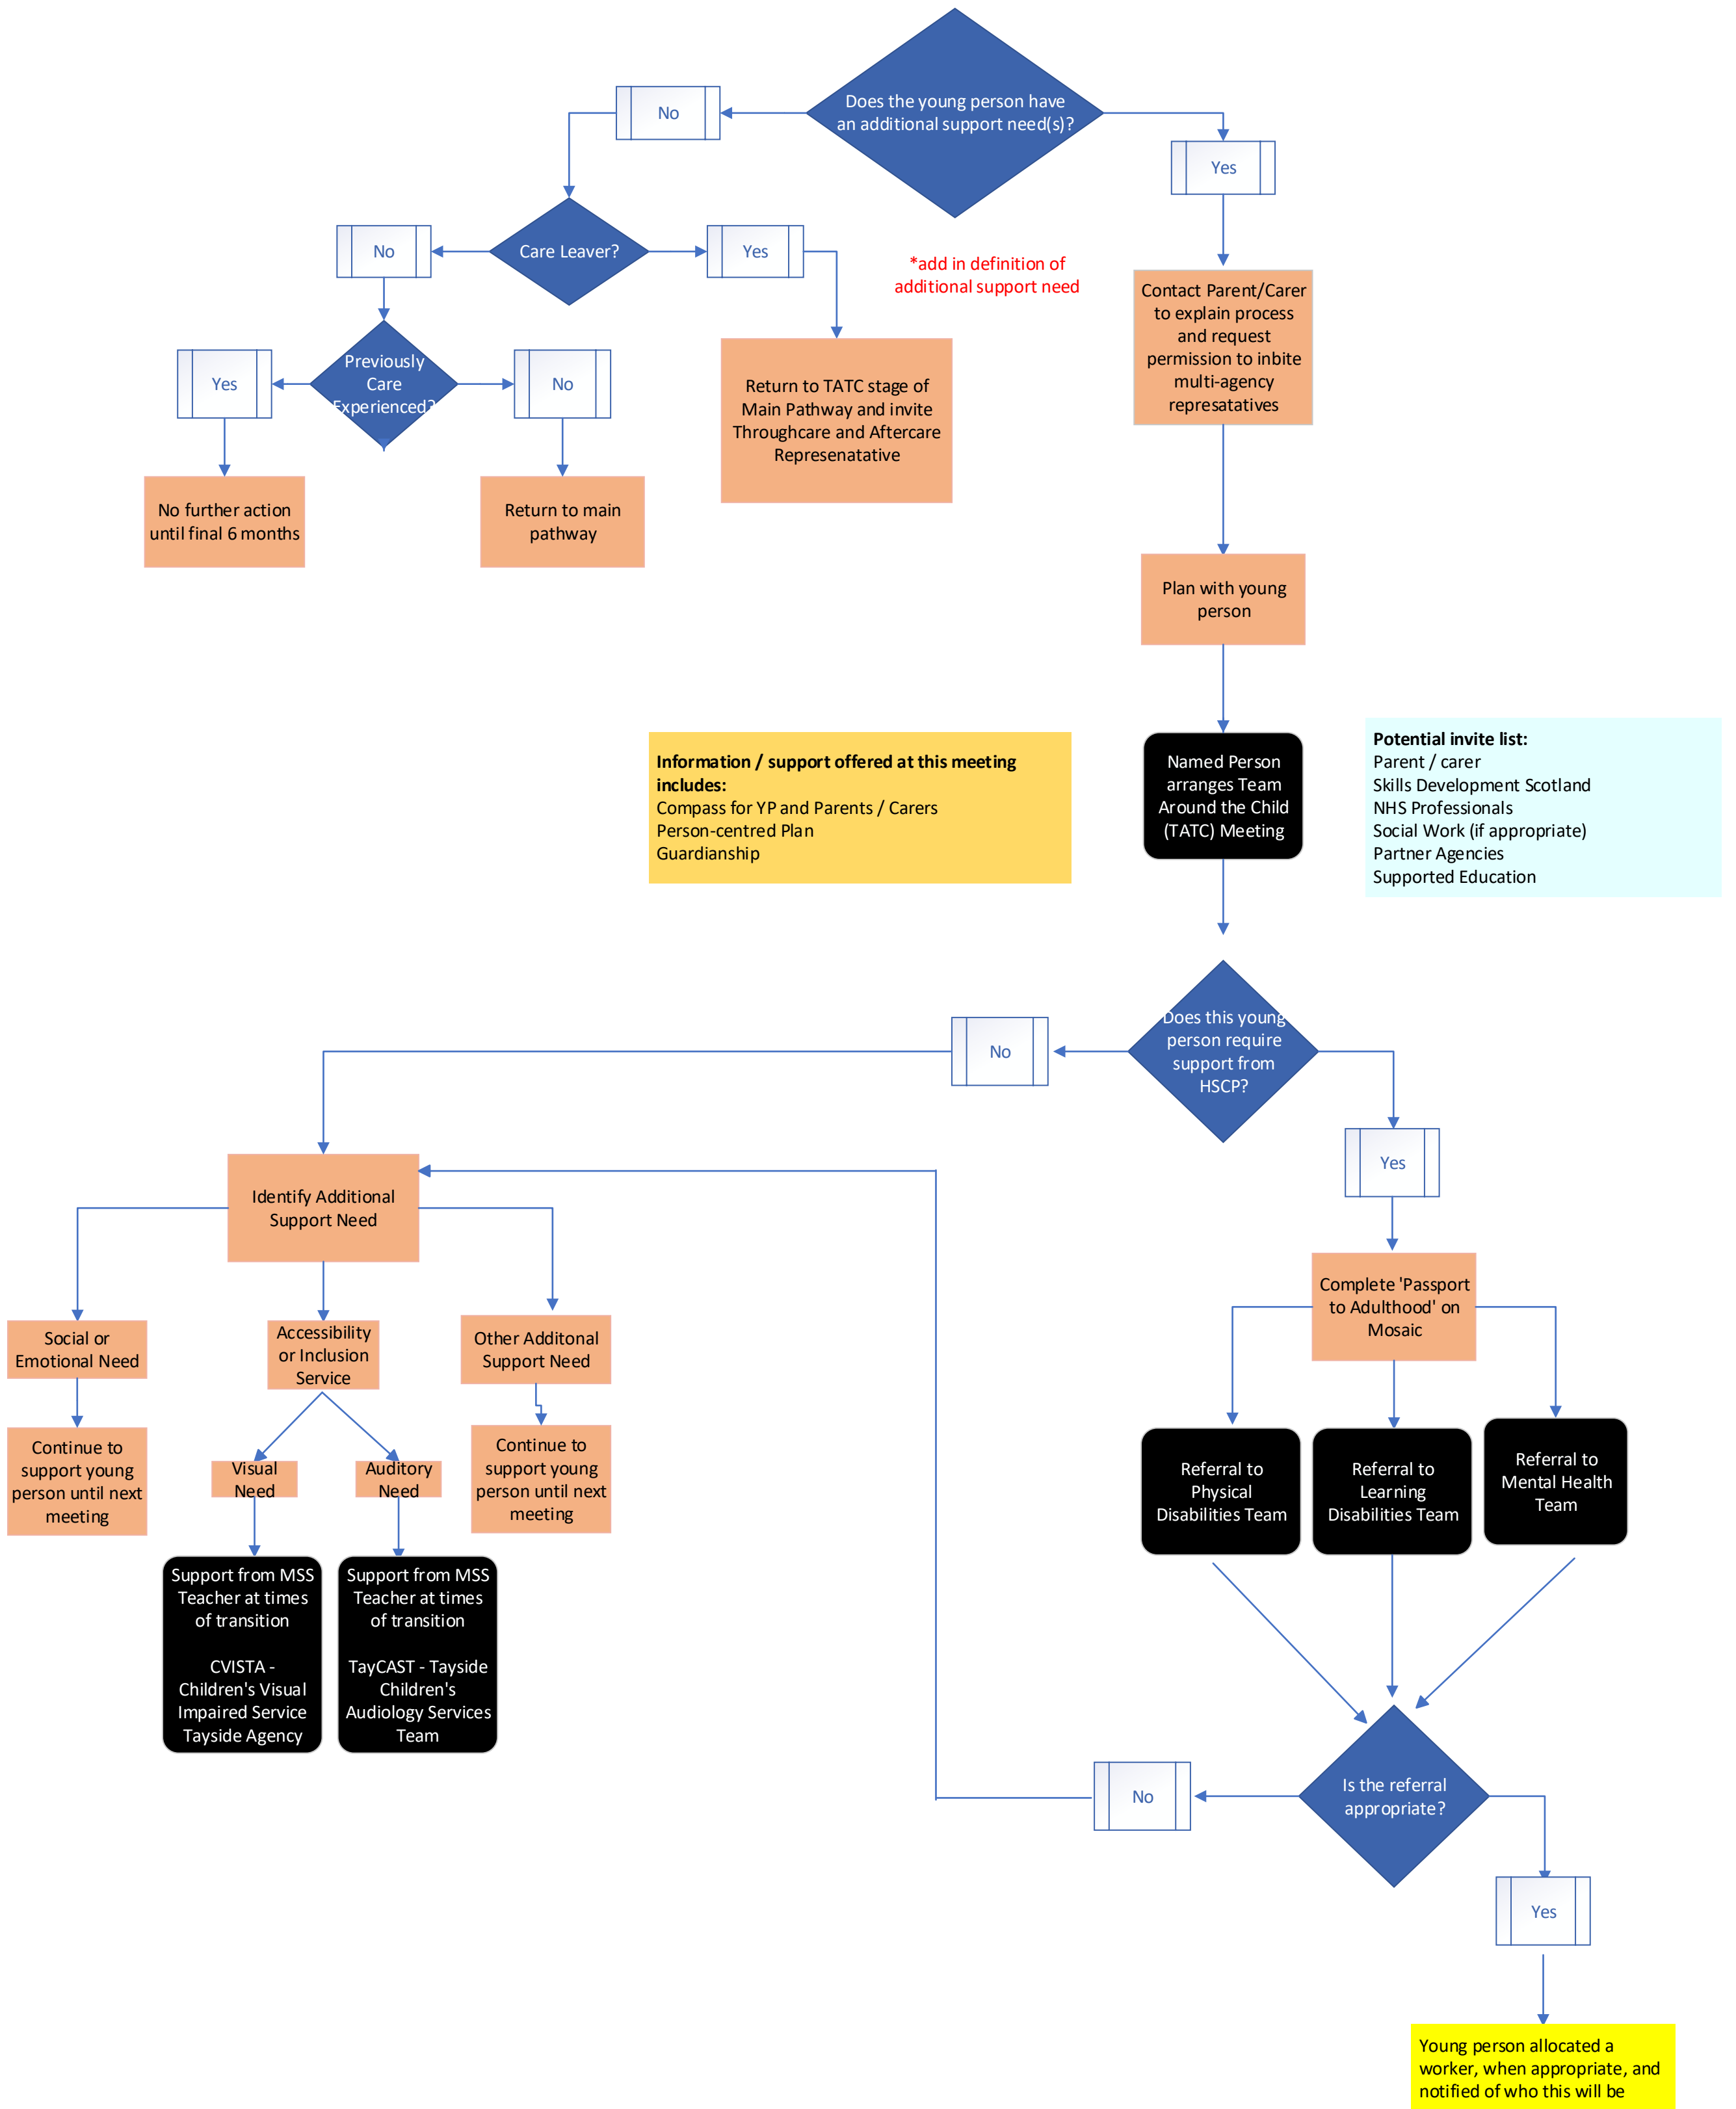 Does the young person have
an additional support need(s)?
No
Yes
Care Leaver?
No
Yes
*add in definition of
additional support need
Contact Parent/Carer
to explain process
and request
permission to inbite
multi-agency
represatatives
Previously
Care
Experienced?
Yes
No
Return to TATC stage of
Main Pathway and invite
Throughcare and Aftercare
Represenatative
No further action
until final 6 months
Return to main
pathway
Plan with young
person
Information / support offered at this meeting
includes:
Compass for YP and Parents / Carers
Person-centred Plan
Guardianship
Named Person
arranges Team
Around the Child
(TATC) Meeting
Potential invite list:
Parent / carer
Skills Development Scotland
NHS Professionals
Social Work (if appropriate)
Partner Agencies
Supported Education
Does this young
person require
support from
HSCP?
No
Yes
Identify Additional
Support Need
Complete 'Passport
to Adulthood' on
Mosaic
Social or
Emotional Need
Accessibility
or Inclusion
Service
Other Additonal
Support Need
Continue to
support young
person until next
meeting
Visual
Need
Auditory
Need
Continue to
support young
person until next
meeting
Referral to
Physical
Disabilities Team
Referral to
Learning
Disabilities Team
Referral to
Mental Health
Team
Support from MSS
Teacher at times
of transition
CVISTA -
Children's Visual
Impaired Service
Tayside Agency
Support from MSS
Teacher at times
of transition
TayCAST - Tayside
Children's
Audiology Services
Team
Is the referral
appropriate?
No
Yes
Young person allocated a
worker, when appropriate, and
notified of who this will be